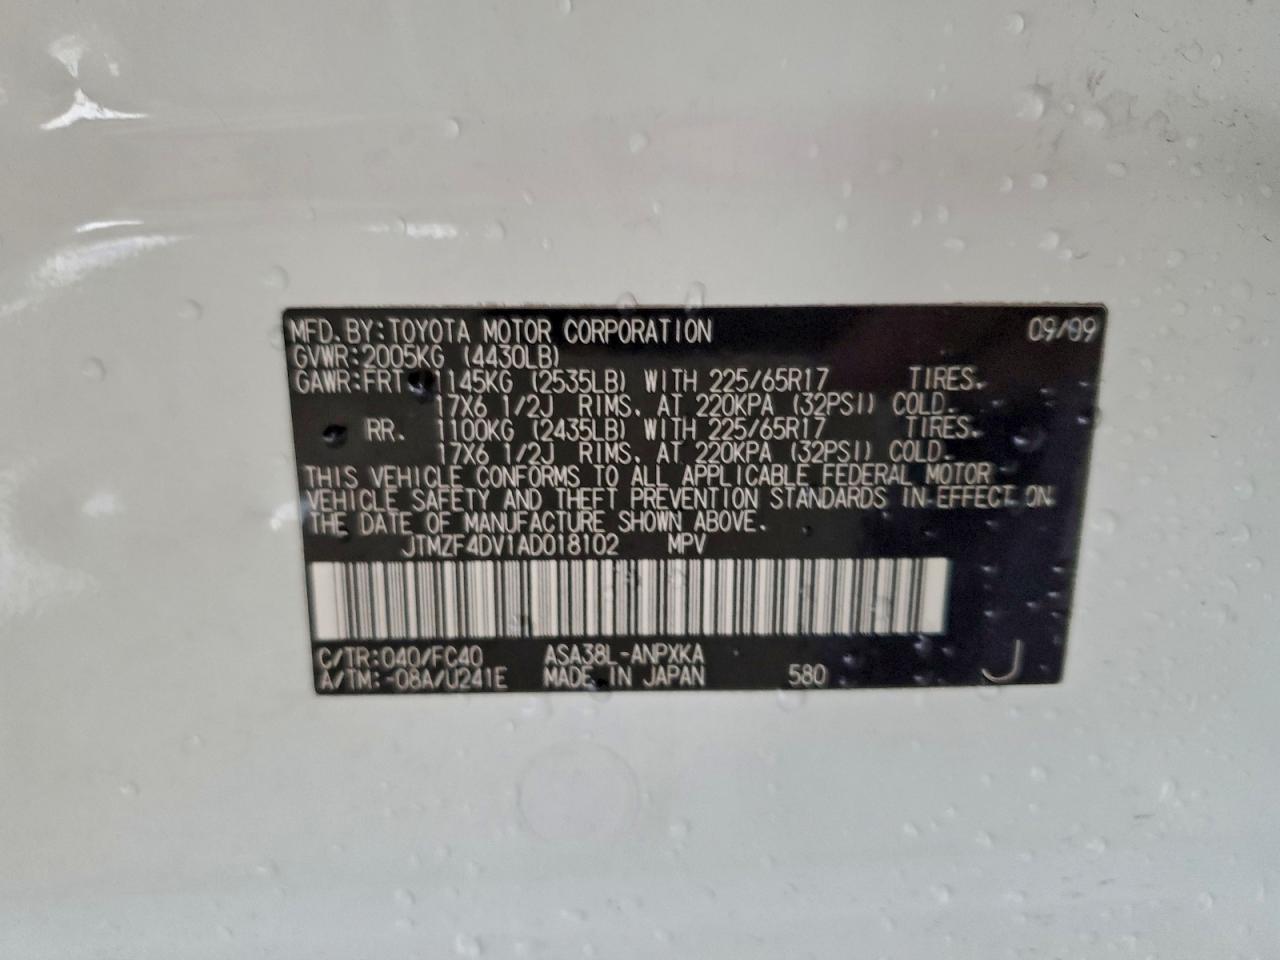 MFD. BY: TOYOTA MOTOR CORPORATION 09/09
GVWR: 2005KG (4430LB)
GAWR: FRT 1145KG (2535LB) WITH 225/65R17 TIRES.
17X6 1/2J RIMS. AT 220KPA (32PSI) COLD.
RR. 1100KG (2435LB) WITH 225/65R17 TIRES.
17X6 1/2J RIMS. AT 220KPA (32PSI) COLD.
THIS VEHICLE CONFORMS TO ALL APPLICABLE FEDERAL MOTOR
VEHICLE SAFETY AND THEFT PREVENTION STANDARDS IN EFFECT ON
THE DATE OF MANUFACTURE SHOWN ABOVE.
JTMZF4DV1AD018102 MPV
C/TR: 040/FC40 ASA38L-ANPXKA
A/TM: -08A/U241E MADE IN JAPAN 580 J